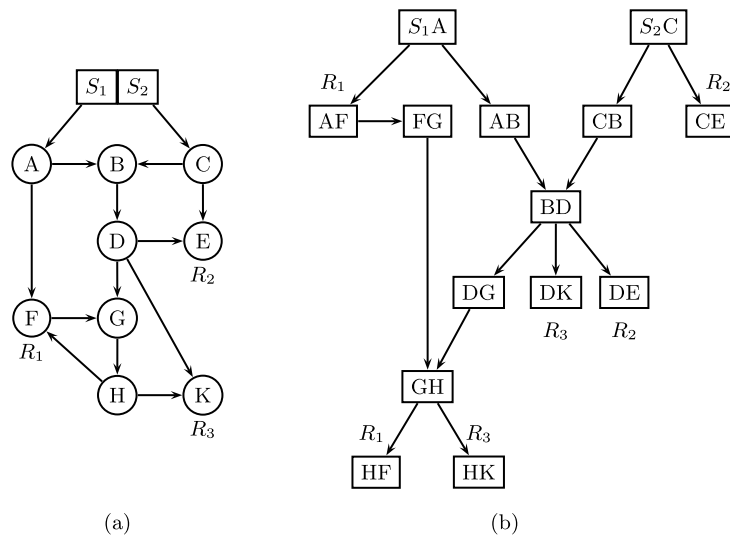 S₁ S₂
A B C
D E
R₂
F G
R₁
H K
R₃
(a)
S₁A S₂C
R₁ R₂
AF FG AB CB CE
BD
DG DK DE
R₃ R₂
GH
R₁ R₃
HF HK
(b)